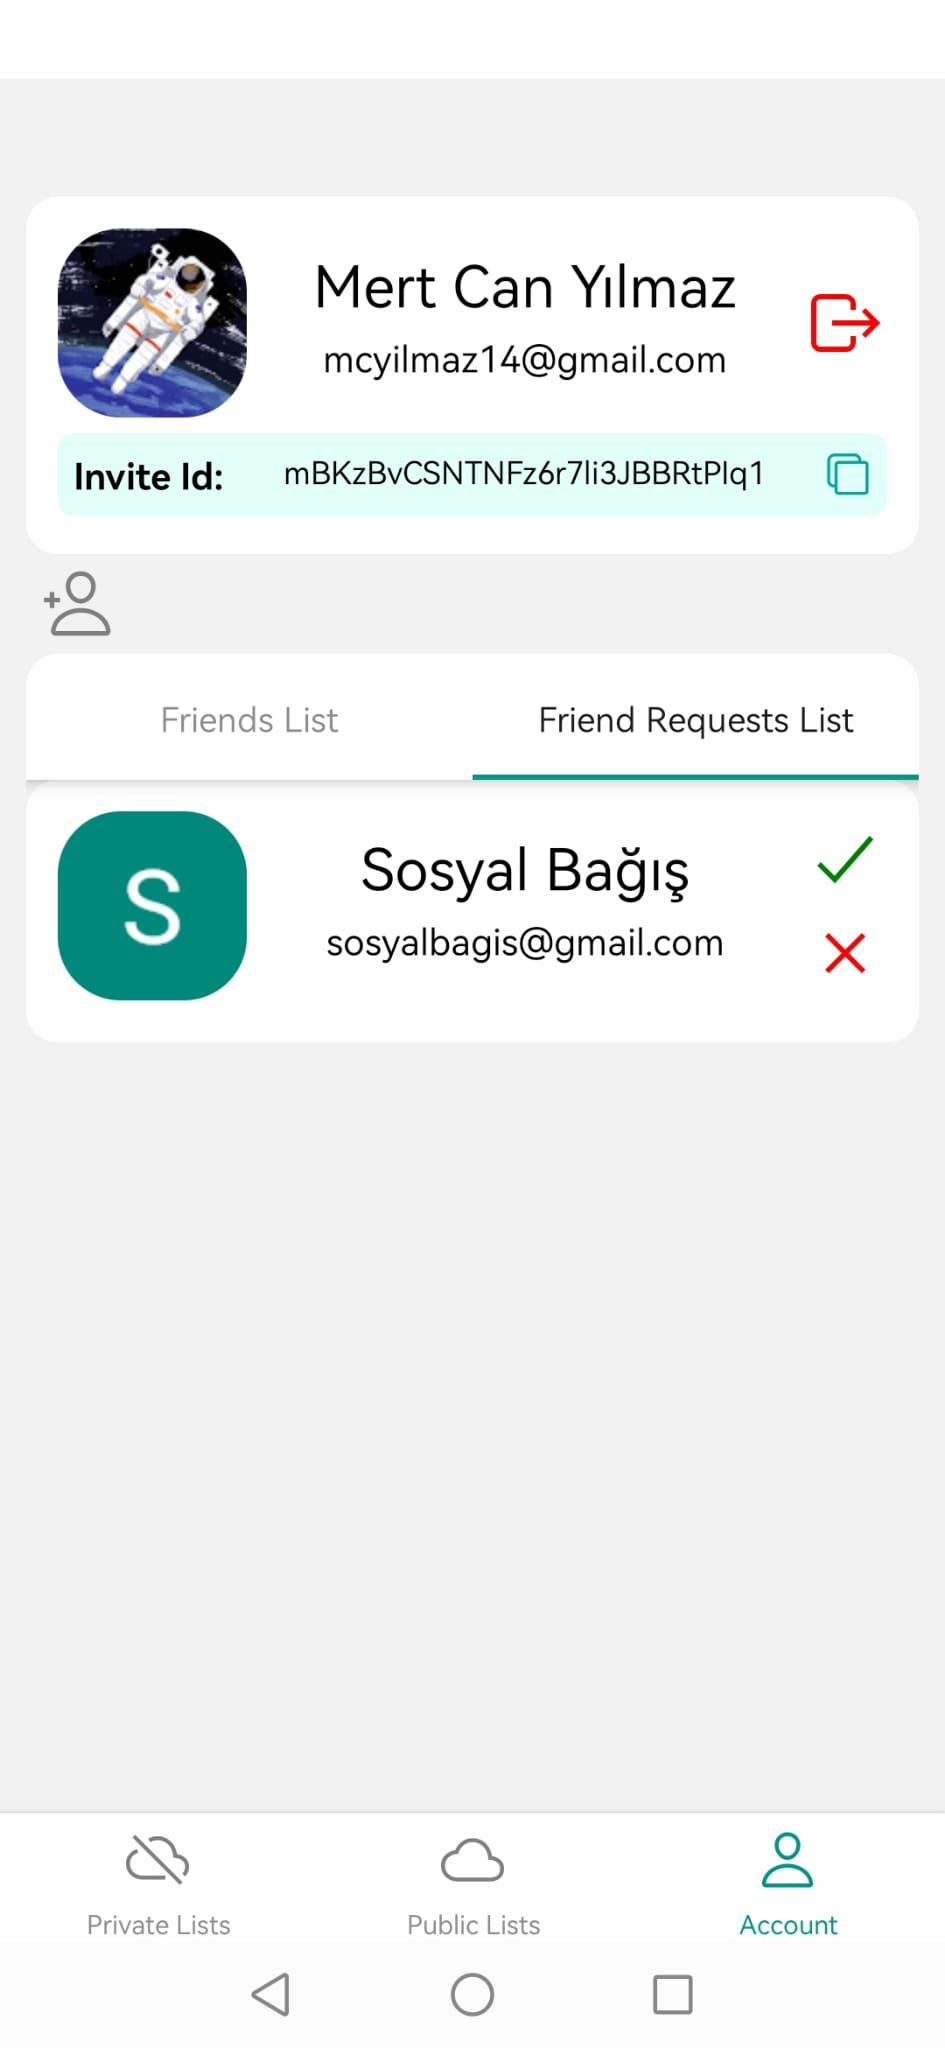 Mert Can Yılmaz
mcyilmaz14@gmail.com
Invite Id: mBKzBvCSNTNFz6r7li3JBBRtPlq1
Friends List Friend Requests List
S
Sosyal Bağış
sosyalbagis@gmail.com
Private Lists Public Lists Account